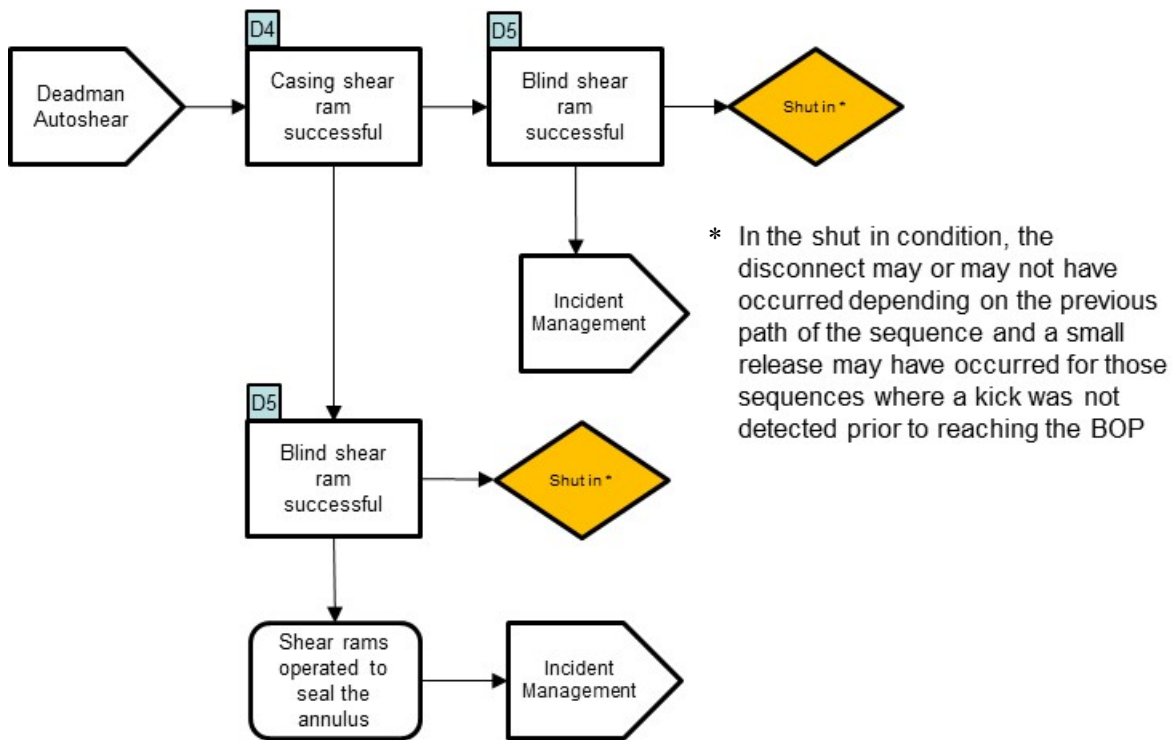 D4
D5
Deadman
Autoshear
Casing shear
ram
successful
Blind shear
ram
successful
Shut in *
* In the shut in condition, the
disconnect may or may not have
occurred depending on the previous
path of the sequence and a small
release may have occurred for those
sequences where a kick was not
detected prior to reaching the BOP
Incident
Management
D5
Blind shear
ram
successful
Shut in *
Shear rams
operated to
seal the
annulus
Incident
Management